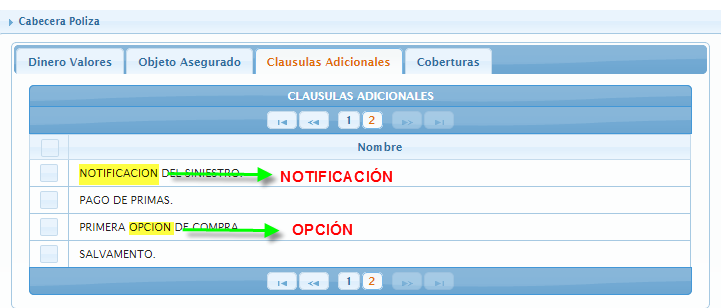 Cabecera Poliza
Dinero Valores Objeto Asegurado Clausulas Adicionales Coberturas
CLAUSULAS ADICIONALES
1 2
Nombre
NOTIFICACION DEL SINIESTRO. NOTIFICACIÓN
PAGO DE PRIMAS.
PRIMERA OPCION DE COMPRA. OPCIÓN
SALVAMENTO.
1 2